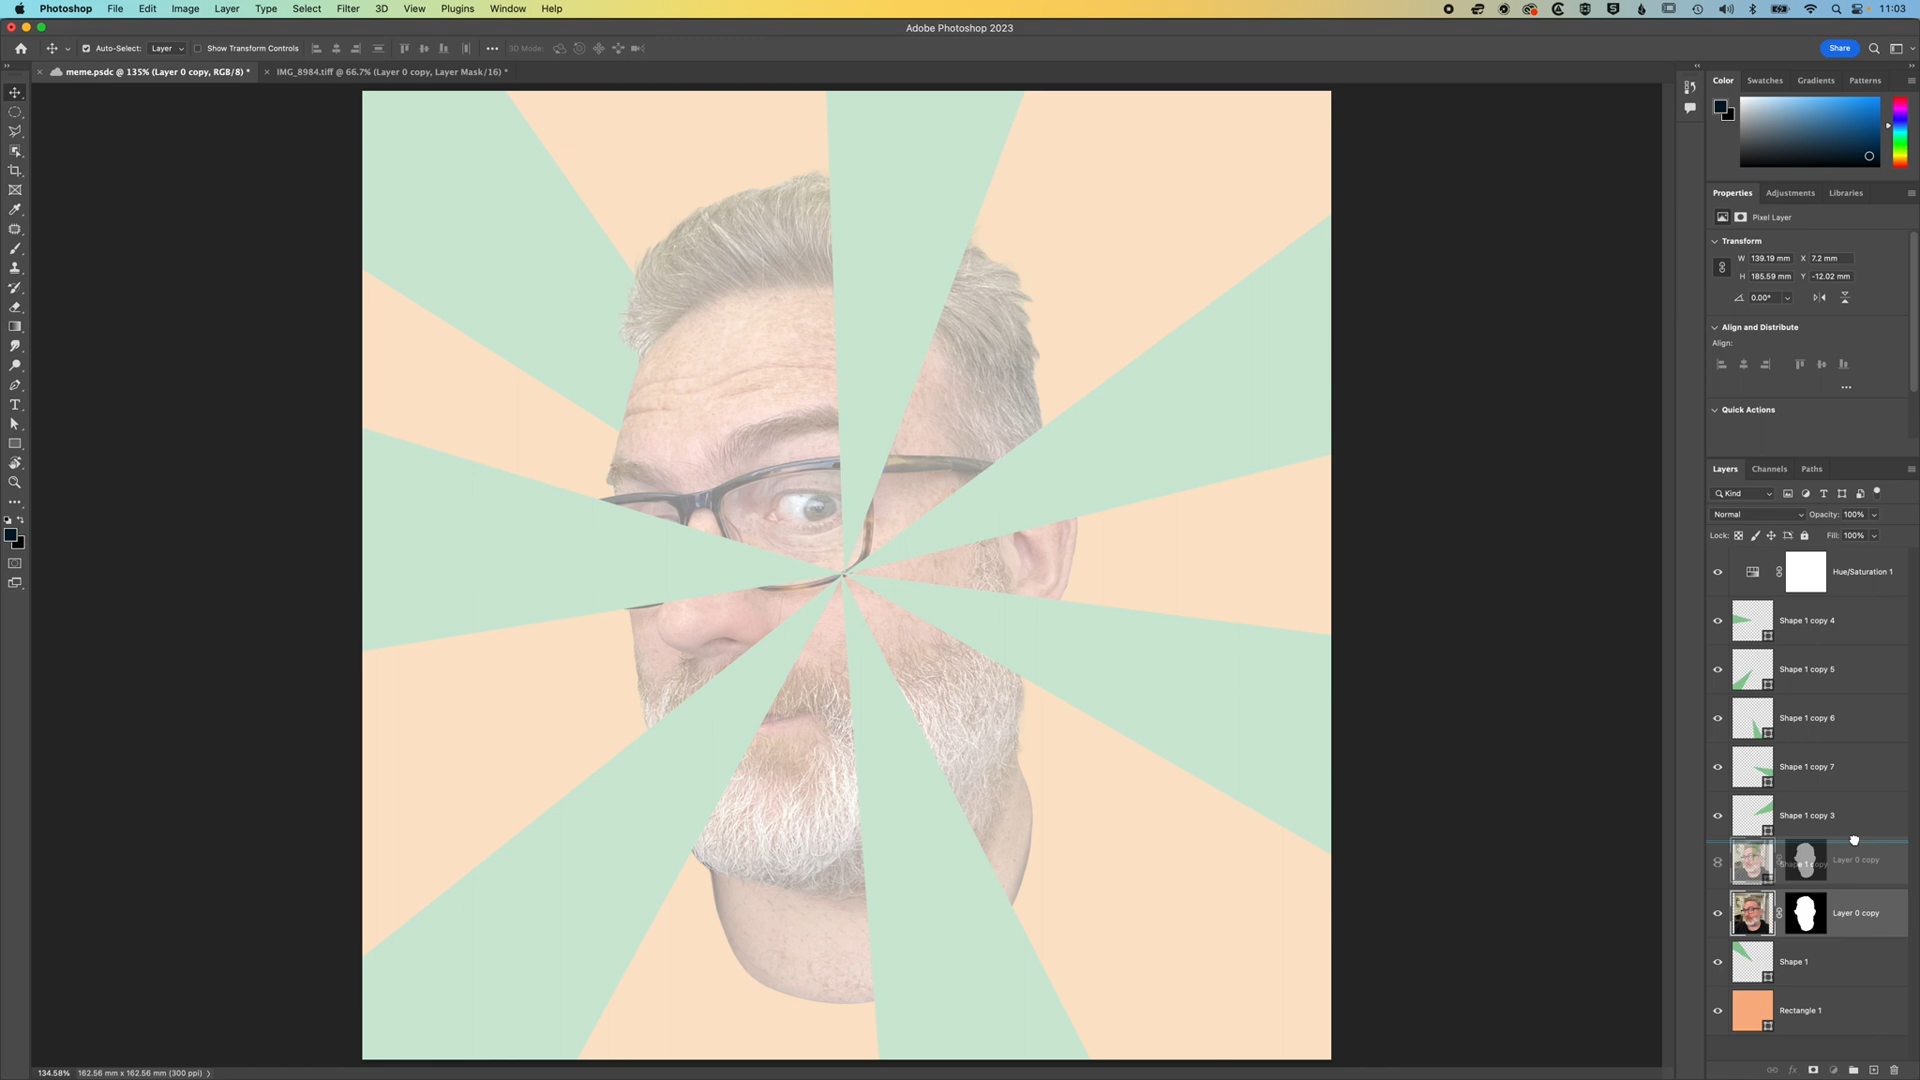 Photoshop File Edit Image Layer Type Select Filter 3D View Plugins Window Help 11:03
Adobe Photoshop 2023
Auto-Select: Layer Show Transform Controls 3D Mode: Share
meme.psdc @ 135% (Layer 0 copy, RGB/8) * IMG_8984.tiff @ 66.7% (Layer 0 copy, Layer Mask/16) *
Color Swatches Gradients Patterns
Properties Adjustments Libraries
Pixel Layer
Transform
W 139.19 mm X 7.2 mm
H 185.59 mm Y -12.02 mm
0.00°
Align and Distribute
Align:
Quick Actions
Layers Channels Paths
Kind
Normal Opacity: 100%
Lock: Fill: 100%
Hue/Saturation 1
Shape 1 copy 4
Shape 1 copy 5
Shape 1 copy 6
Shape 1 copy 7
Shape 1 copy 3
Shape 1 copy Layer 0 copy
Layer 0 copy
Shape 1
Rectangle 1
134.58% 162.56 mm x 162.56 mm (300 ppi)